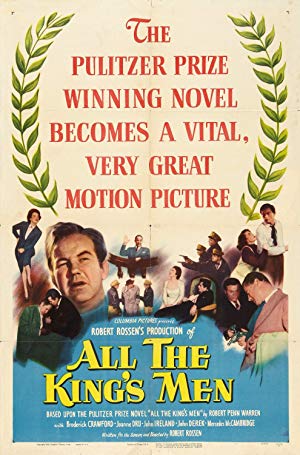 THE
PULITZER PRIZE
WINNING NOVEL
BECOMES A VITAL,
VERY GREAT
MOTION PICTURE
COLUMBIA PICTURES presents
ROBERT ROSSEN'S PRODUCTION of
ALL THE
KING'S MEN
BASED UPON THE PULITZER PRIZE NOVEL "ALL THE KING'S MEN" by ROBERT PENN WARREN
with Broderick CRAWFORD · Joanne DRU · John IRELAND · John DEREK · Mercedes McCAMBRIDGE
Written for the Screen and Directed by ROBERT ROSSEN